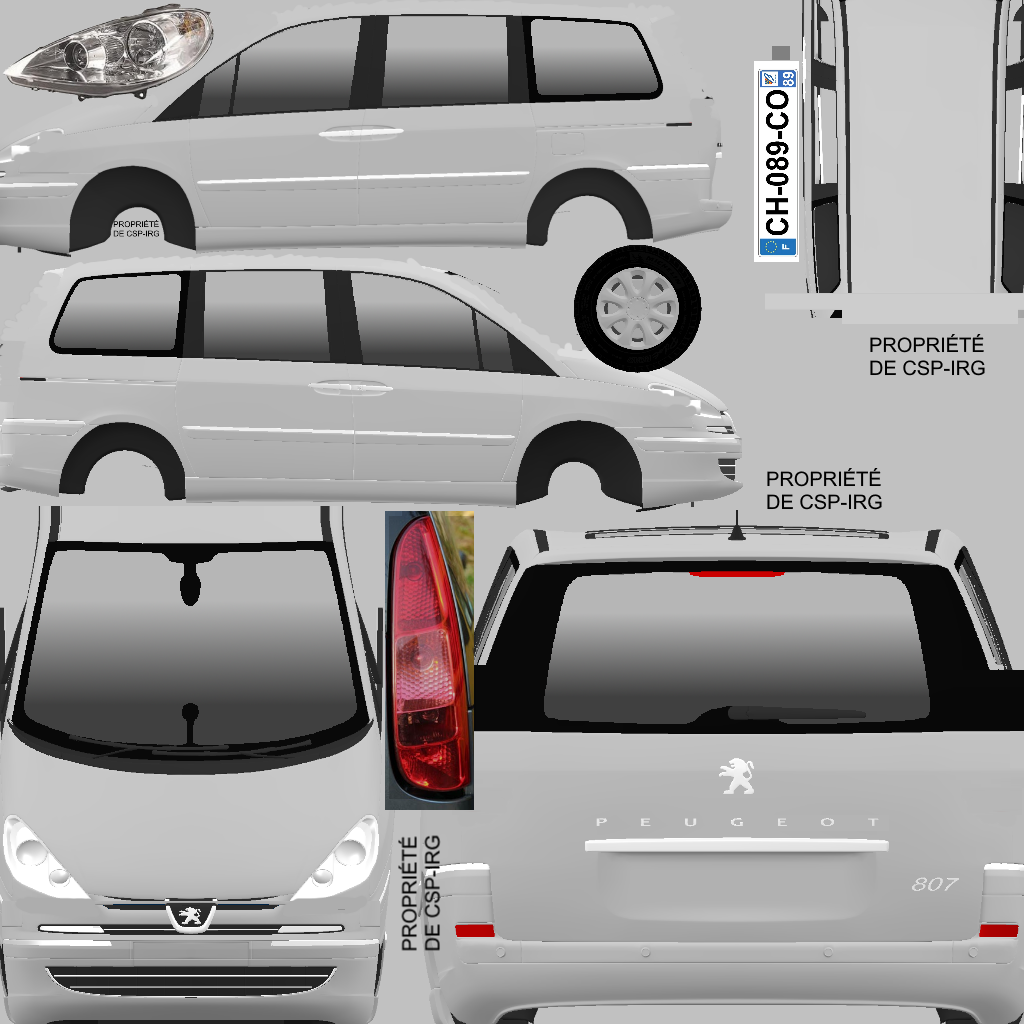 CH-089-CO
89
F
PROPRIÉTÉ
DE CSP-IRG
PROPRIÉTÉ
DE CSP-IRG
PROPRIÉTÉ
DE CSP-IRG
PEUGEOT
807
PROPRIÉTÉ
DE CSP-IRG